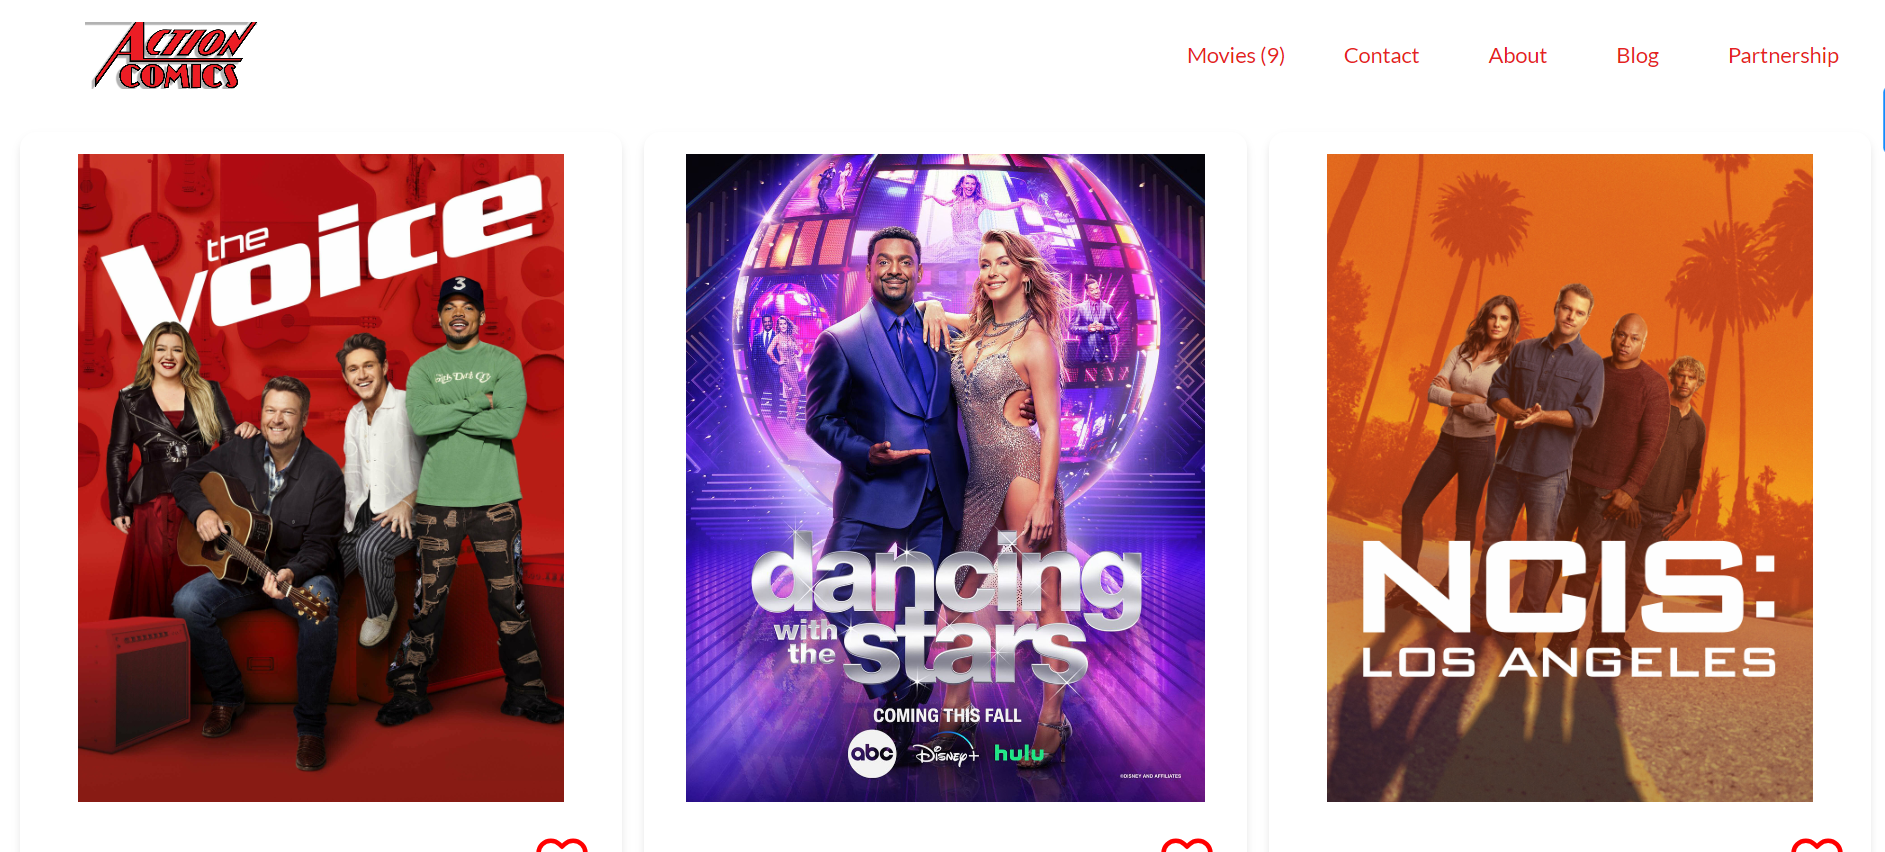 ACTION
COMICS
Movies (9)
Contact
About
Blog
Partnership
the
Voice
3
dancing
with
the
stars
COMING THIS FALL
abc
Disney+
hulu
©DISNEY AND AFFILIATES
NCIS:
LOS ANGELES